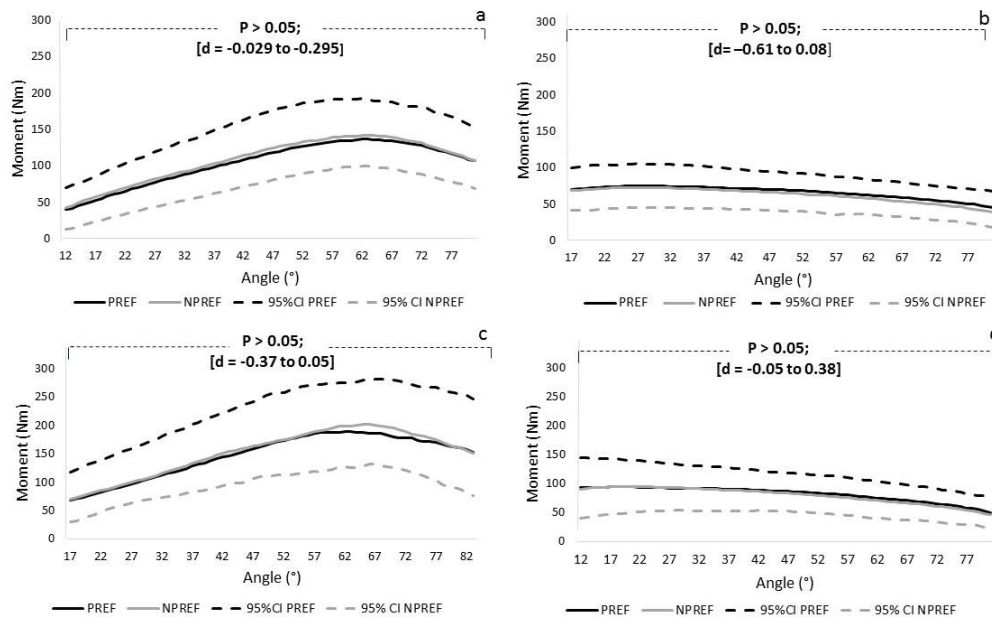 a
P > 0.05;
[d = -0.029 to -0.295]
Moment (Nm)
300
250
200
150
100
50
0
12 17 22 27 32 37 42 47 52 57 62 67 72 77
Angle (°)
PREF NPREF 95%CI PREF 95% CI NPREF
b
P > 0.05;
[d= –0.61 to 0.08]
Moment (Nm)
300
250
200
150
100
50
0
17 22 27 32 37 42 47 52 57 62 67 72 77
Angle (°)
PREF NPREF 95%CI PREF 95% CI NPREF
c
P > 0.05;
[d = -0.37 to 0.05]
Moment (Nm)
300
250
200
150
100
50
0
17 22 27 32 37 42 47 52 57 62 67 72 77 82
Angle (°)
PREF NPREF 95%CI PREF 95% CI NPREF
P > 0.05;
[d = -0.05 to 0.38]
Moment (Nm)
300
250
200
150
100
50
0
12 17 22 27 32 37 42 47 52 57 62 67 72 77
Angle (°)
PREF NPREF 95%CI PREF 95% CI NPREF